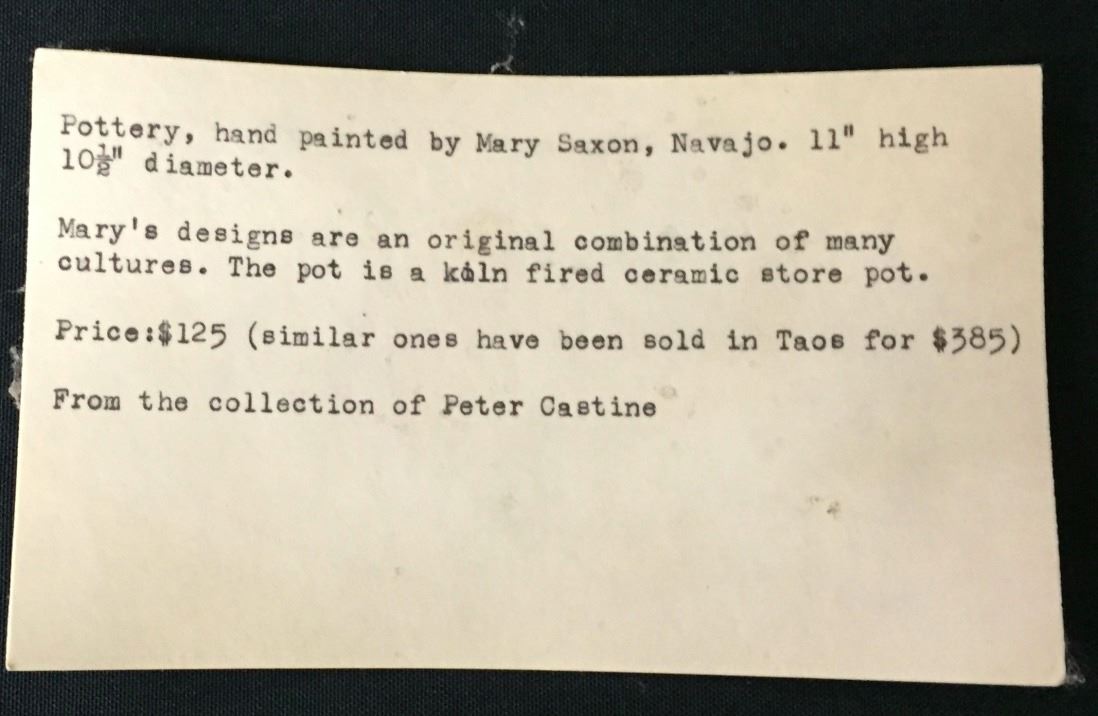 Pottery, hand painted by Mary Saxon, Navajo. 11" high
10½" diameter.
Mary's designs are an original combination of many
cultures. The pot is a kiln fired ceramic store pot.
Price:$125 (similar ones have been sold in Taos for $385)
From the collection of Peter Castine